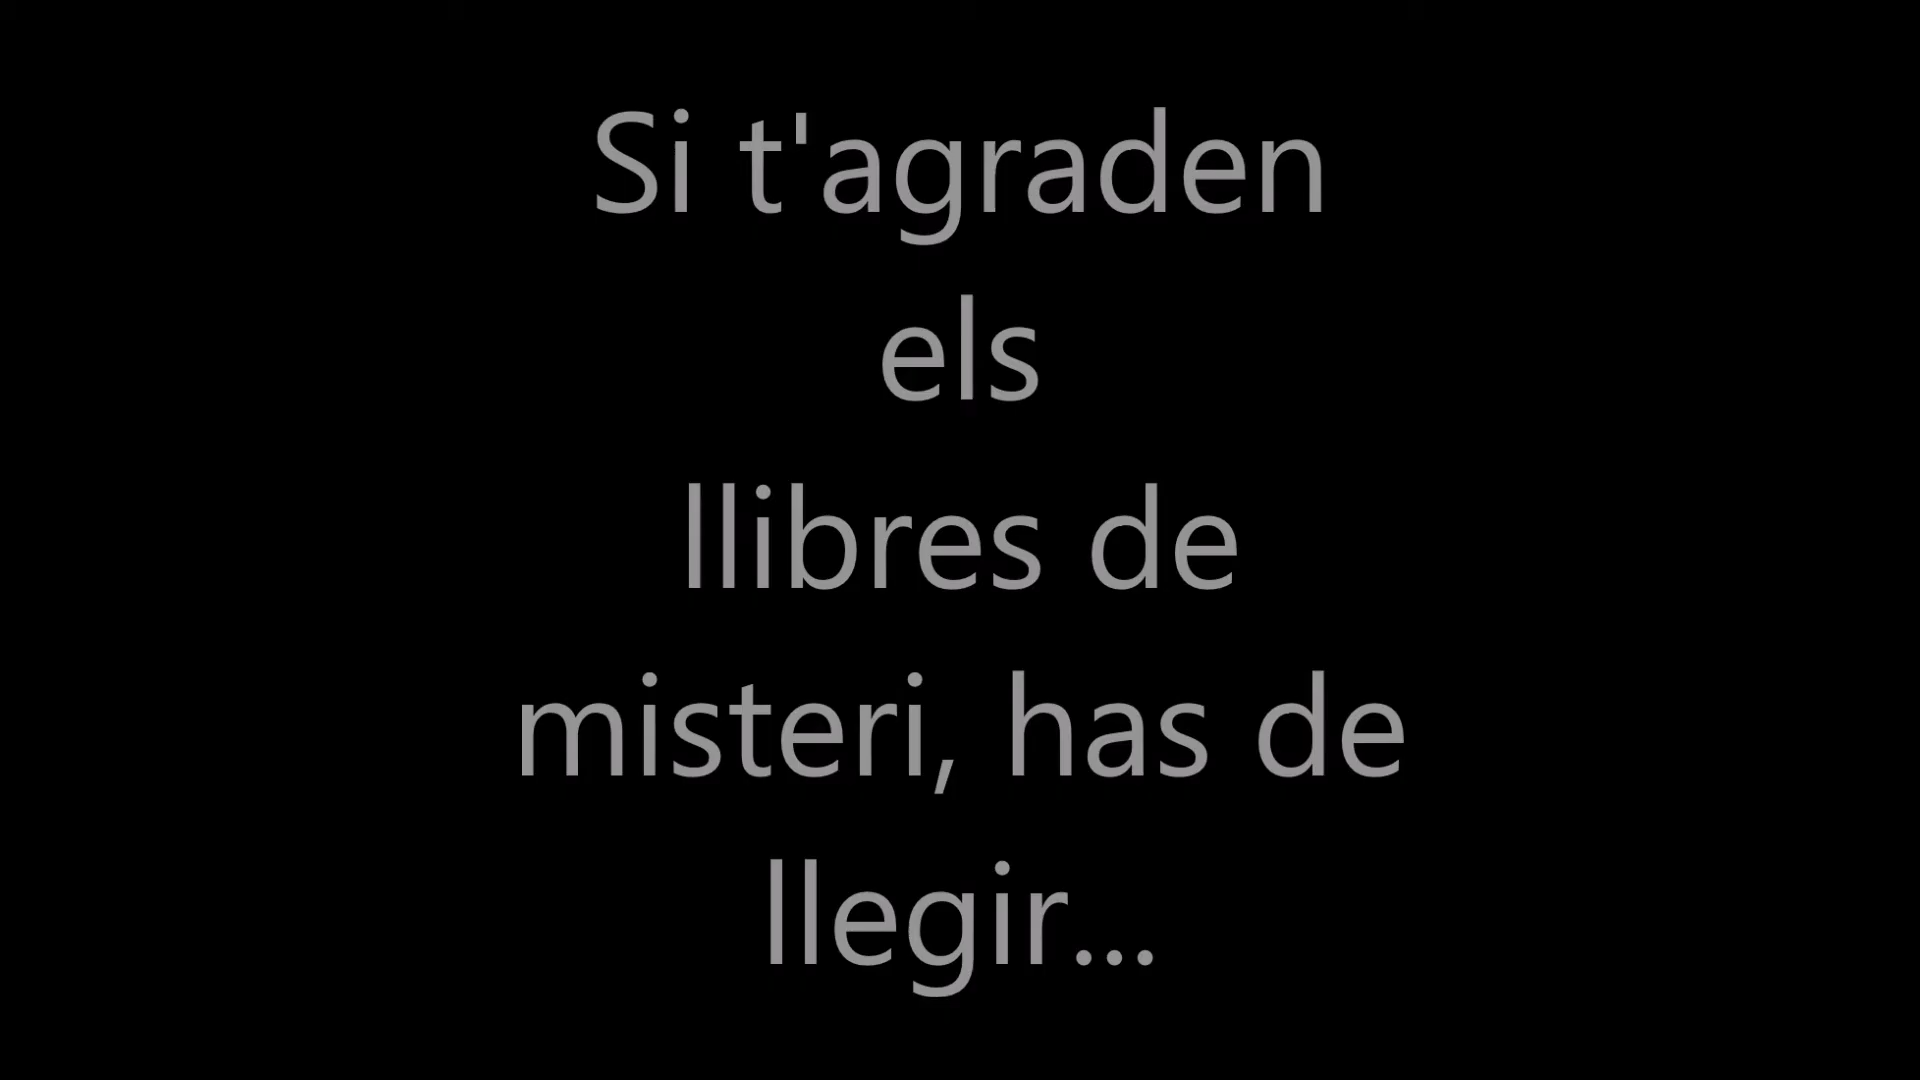 Si t'agraden
els
llibres de
misteri, has de
llegir...